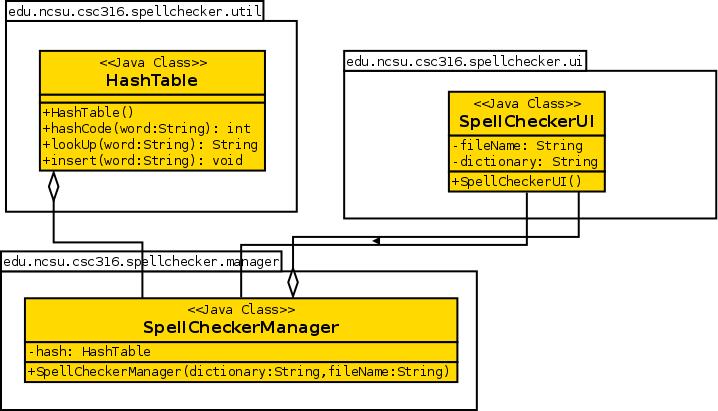 edu.ncsu.csc316.spellchecker.util
<<Java Class>>
HashTable
+HashTable()
+hashCode(word:String): int
+lookUp(word:String): String
+insert(word:String): void
edu.ncsu.csc316.spellchecker.ui
<<Java Class>>
SpellCheckerUI
-fileName: String
-dictionary: String
+SpellCheckerUI()
edu.ncsu.csc316.spellchecker.manager
<<Java Class>>
SpellCheckerManager
-hash: HashTable
+SpellCheckerManager(dictionary:String,fileName:String)